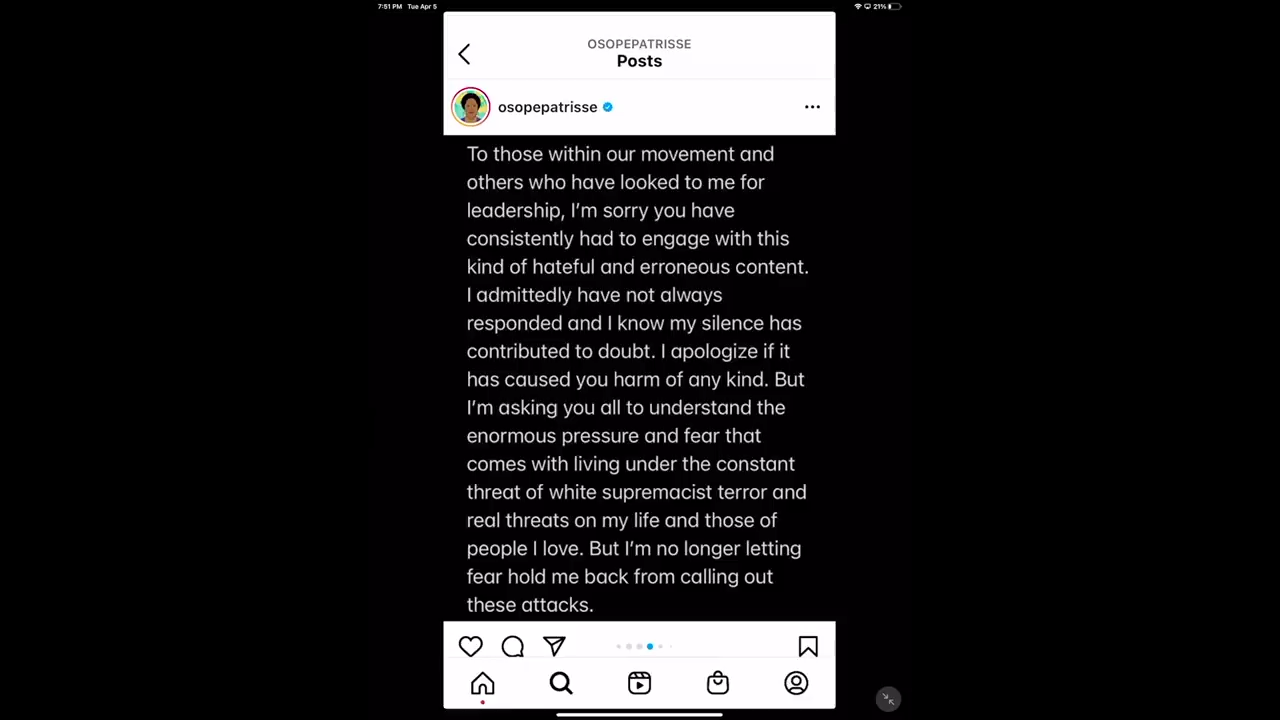 7:51 PM Tue Apr 5
21%
OSOPEPATRISSE
Posts
osopepatrisse
To those within our movement and
others who have looked to me for
leadership, I'm sorry you have
consistently had to engage with this
kind of hateful and erroneous content.
I admittedly have not always
responded and I know my silence has
contributed to doubt. I apologize if it
has caused you harm of any kind. But
I'm asking you all to understand the
enormous pressure and fear that
comes with living under the constant
threat of white supremacist terror and
real threats on my life and those of
people I love. But I'm no longer letting
fear hold me back from calling out
these attacks.